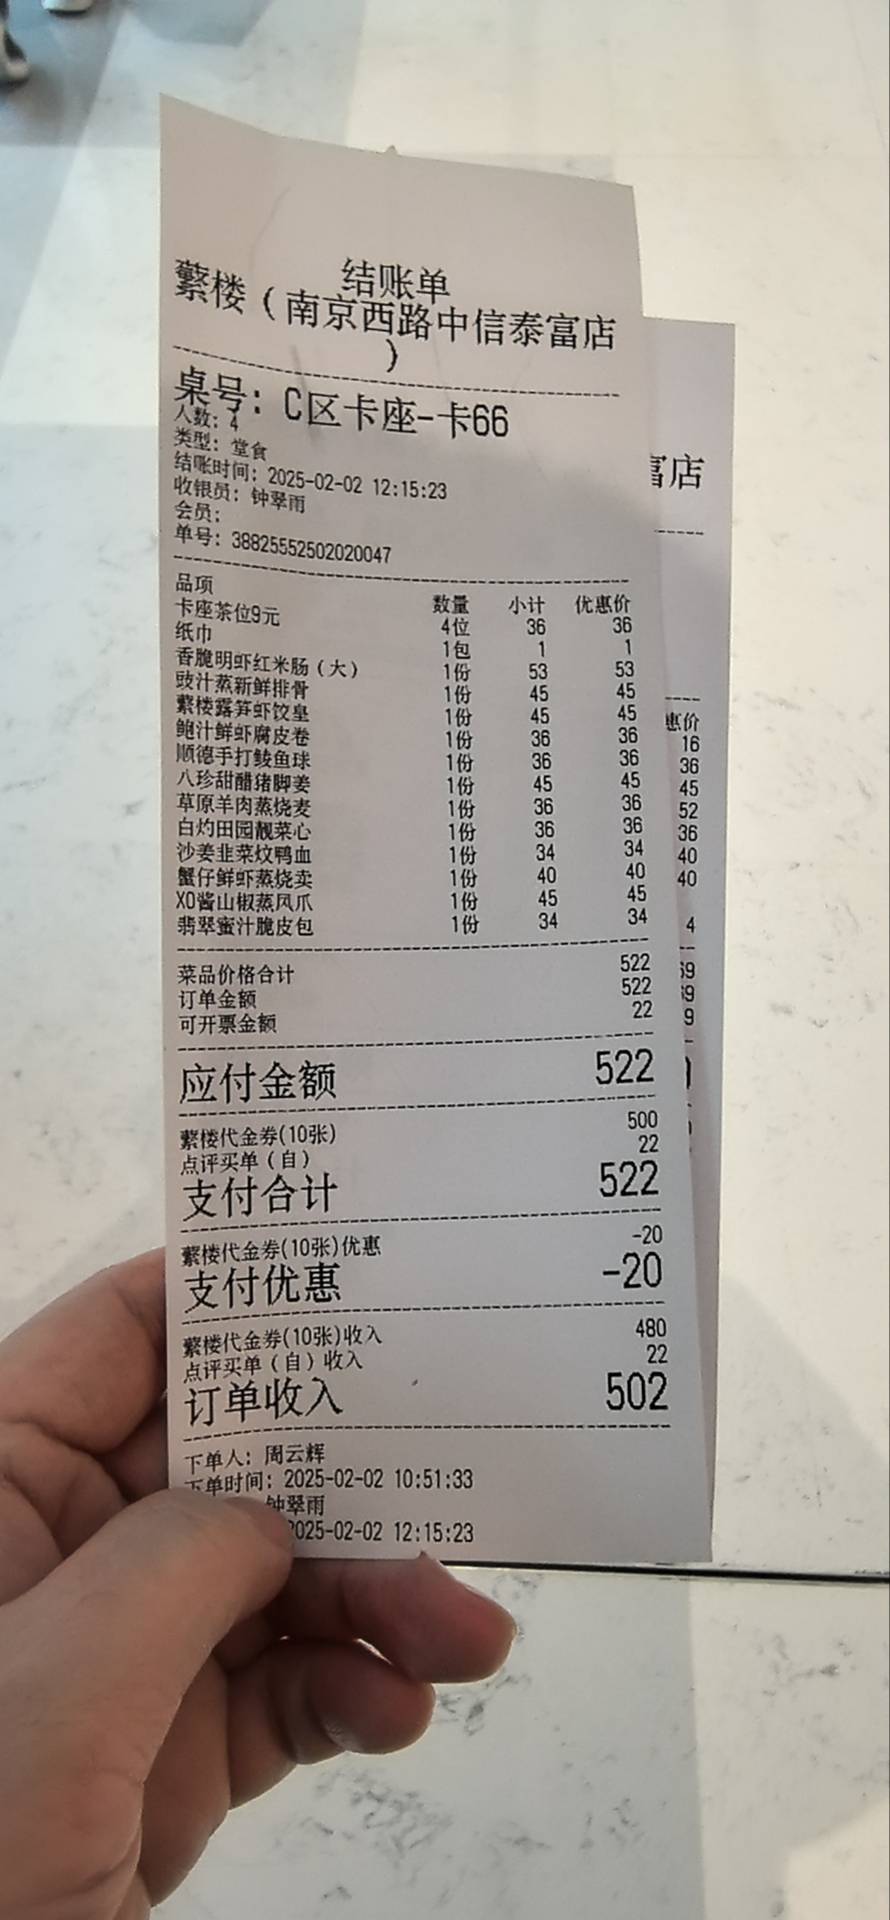 结账单
蘩楼（南京西路中信泰富店
）
桌号: C区卡座-卡66
人数: 4
类型: 堂食
结账时间: 2025-02-02 12:15:23
收银员: 钟翠雨
会员:
单号: 38825552502020047
品项 数量 小计 优惠价
卡座茶位9元 4位 36 36
纸巾 1包 1 1
香脆明虾红米肠（大） 1份 53 53
豉汁蒸新鲜排骨 1份 45 45
蘩楼露笋虾饺皇 1份 45 45
鲍汁鲜虾腐皮卷 1份 36 36
顺德手打鲮鱼球 1份 36 36
八珍甜醋猪脚姜 1份 45 45
草原羊肉蒸烧麦 1份 36 36
白灼田园靓菜心 1份 36 36
沙姜韭菜炆鸭血 1份 34 34
蟹仔鲜虾蒸烧卖 1份 40 40
XO酱山椒蒸凤爪 1份 45 45
翡翠蜜汁脆皮包 1份 34 34
菜品价格合计 522
订单金额 522
可开票金额 22
应付金额 522
蘩楼代金券(10张) 500
点评买单（自） 22
支付合计 522
蘩楼代金券(10张)优惠 -20
支付优惠 -20
蘩楼代金券(10张)收入 480
点评买单（自）收入 22
订单收入 502
下单人: 周云辉
下单时间: 2025-02-02 10:51:33
钟翠雨
2025-02-02 12:15:23
富店
惠价
16
36
45
52
36
40
40
4
69
69
9